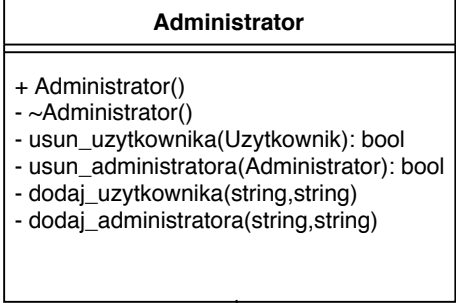 Administrator
+ Administrator()
- ~Administrator()
- usun_uzytkownika(Uzytkownik): bool
- usun_administratora(Administrator): bool
- dodaj_uzytkownika(string,string)
- dodaj_administratora(string,string)